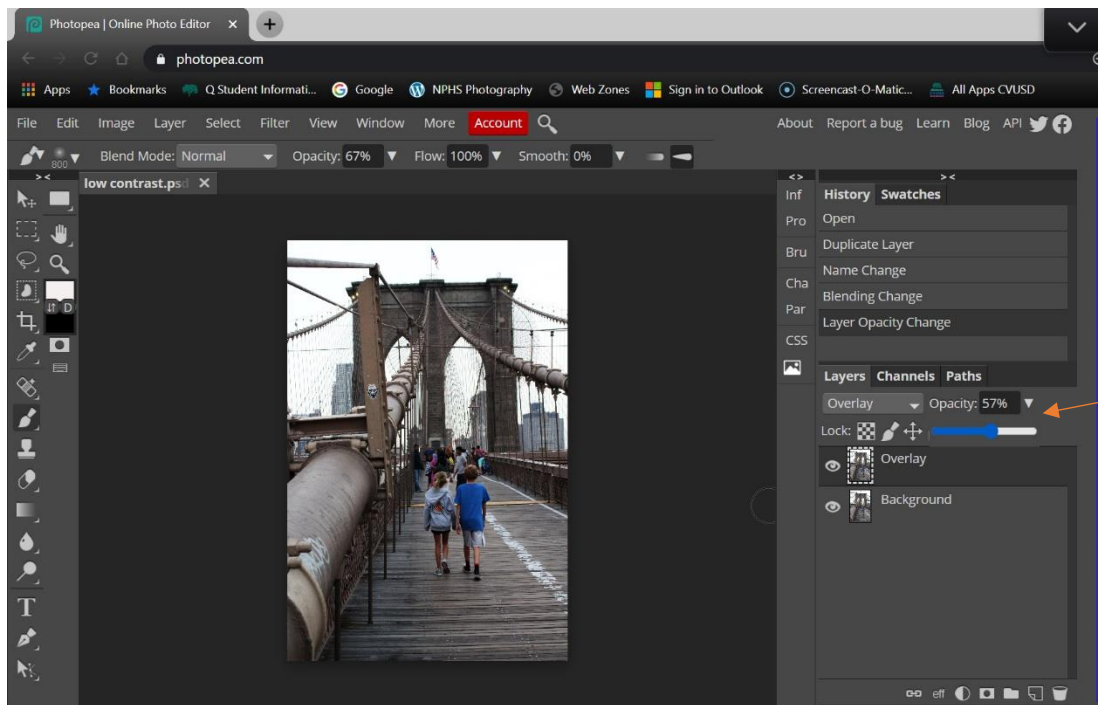 Photopea | Online Photo Editor
photopea.com
Apps Bookmarks Q Student Informati... Google NPHS Photography Web Zones Sign in to Outlook Screencast-O-Matic... All Apps CVUSD
File Edit Image Layer Select Filter View Window More Account About Report a bug Learn Blog API
800 Blend Mode: Normal Opacity: 67% Flow: 100% Smooth: 0%
low contrast.psd
Inf
Pro
Bru
Cha
Par
CSS
History Swatches
Open
Duplicate Layer
Name Change
Blending Change
Layer Opacity Change
Layers Channels Paths
Overlay Opacity: 57%
Lock:
Overlay
Background
D
T
eff